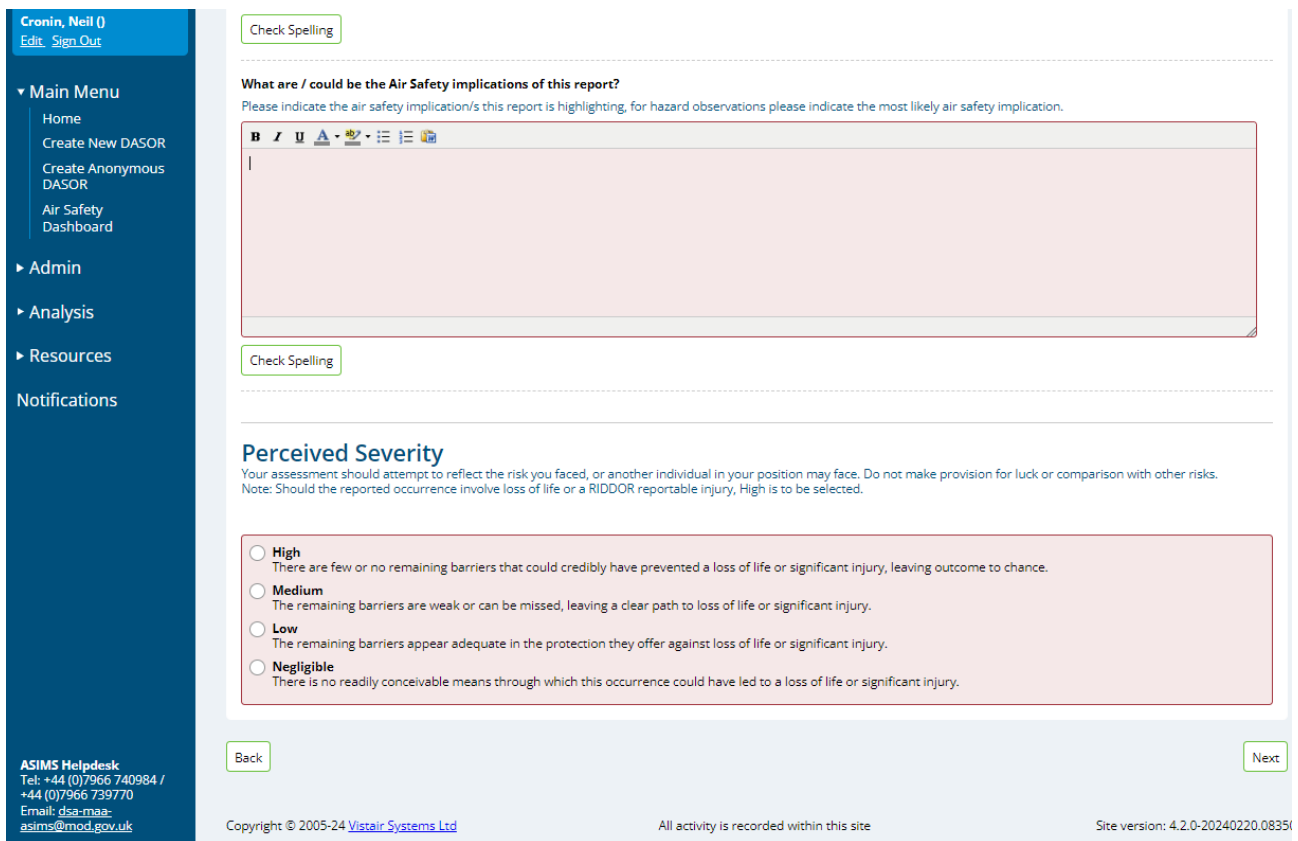 Cronin, Neil ()
Edit Sign Out
Main Menu
Home
Create New DASOR
Create Anonymous
DASOR
Air Safety
Dashboard
Admin
Analysis
Resources
Notifications
ASIMS Helpdesk
Tel: +44 (0)7966 740984 /
+44 (0)7966 739770
Email: dsa-maa-
asims@mod.gov.uk
Check Spelling
What are / could be the Air Safety implications of this report?
Please indicate the air safety implication/s this report is highlighting, for hazard observations please indicate the most likely air safety implication.
B I U A ab
Check Spelling
Perceived Severity
Your assessment should attempt to reflect the risk you faced, or another individual in your position may face. Do not make provision for luck or comparison with other risks.
Note: Should the reported occurrence involve loss of life or a RIDDOR reportable injury, High is to be selected.
High
There are few or no remaining barriers that could credibly have prevented a loss of life or significant injury, leaving outcome to chance.
Medium
The remaining barriers are weak or can be missed, leaving a clear path to loss of life or significant injury.
Low
The remaining barriers appear adequate in the protection they offer against loss of life or significant injury.
Negligible
There is no readily conceivable means through which this occurrence could have led to a loss of life or significant injury.
Back
Next
Copyright © 2005-24 Vistair Systems Ltd
All activity is recorded within this site
Site version: 4.2.0-20240220.08350